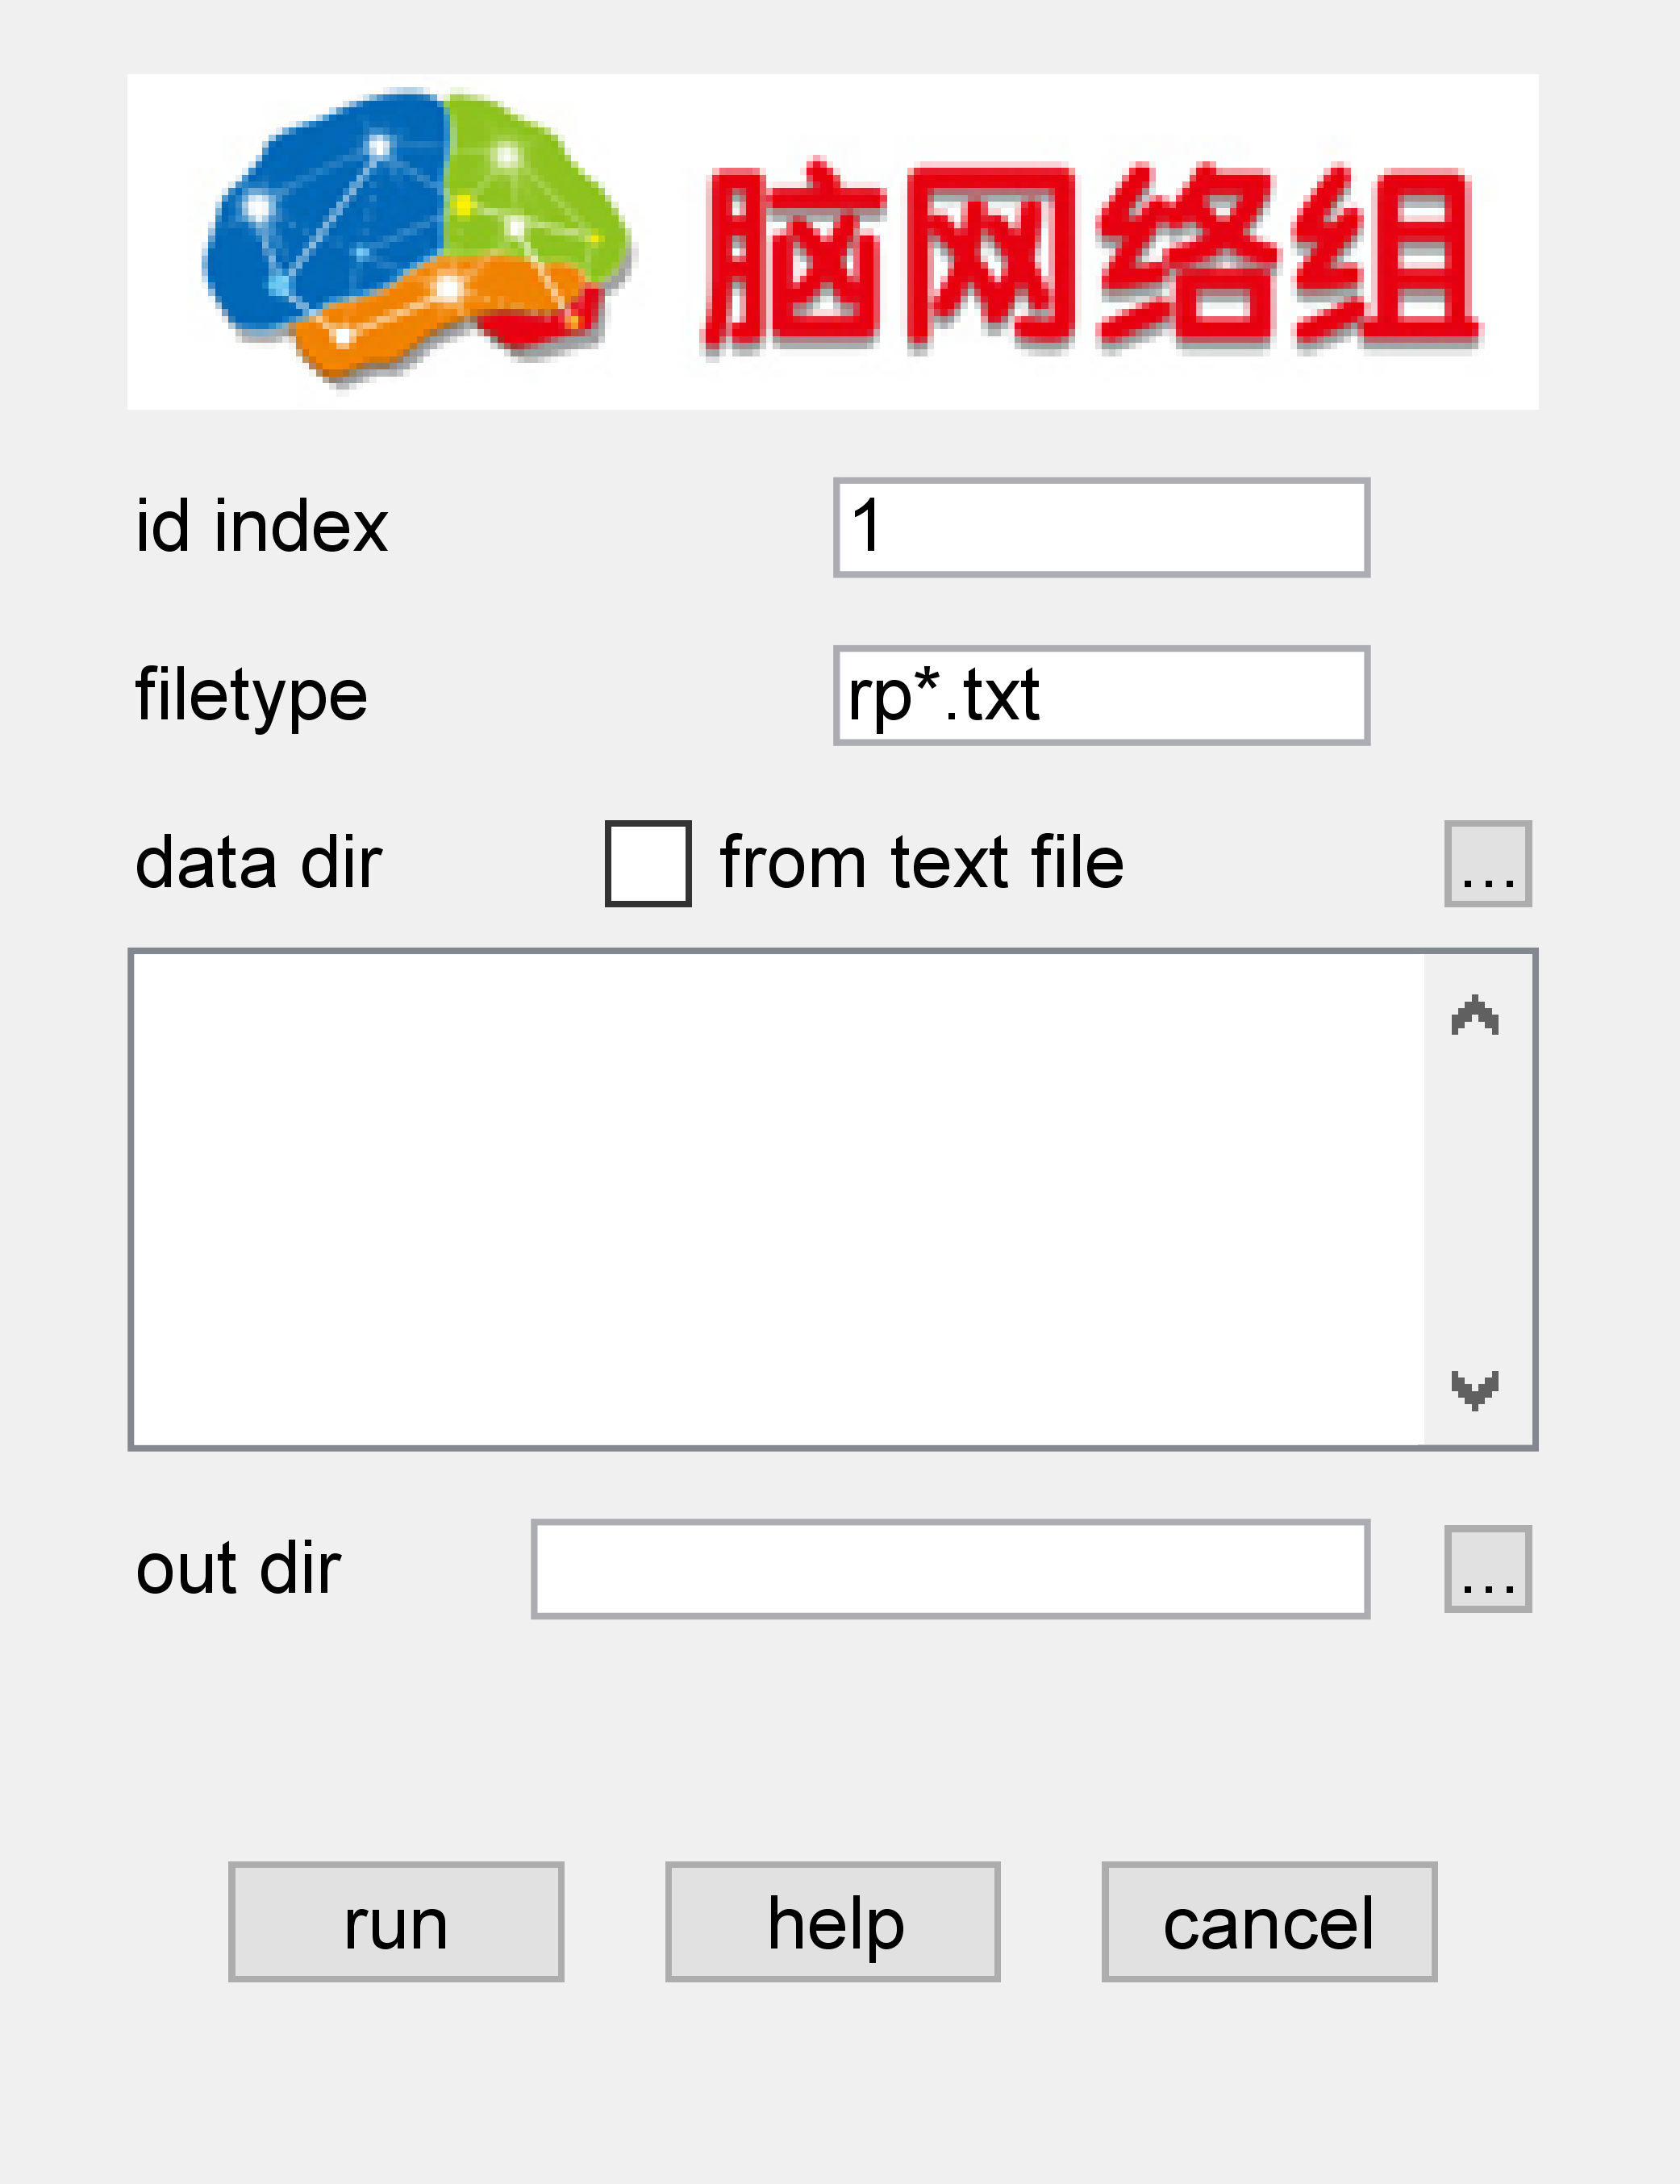 脑网络组
id index 1
filetype rp*.txt
data dir from text file ...
out dir ...
run help cancel